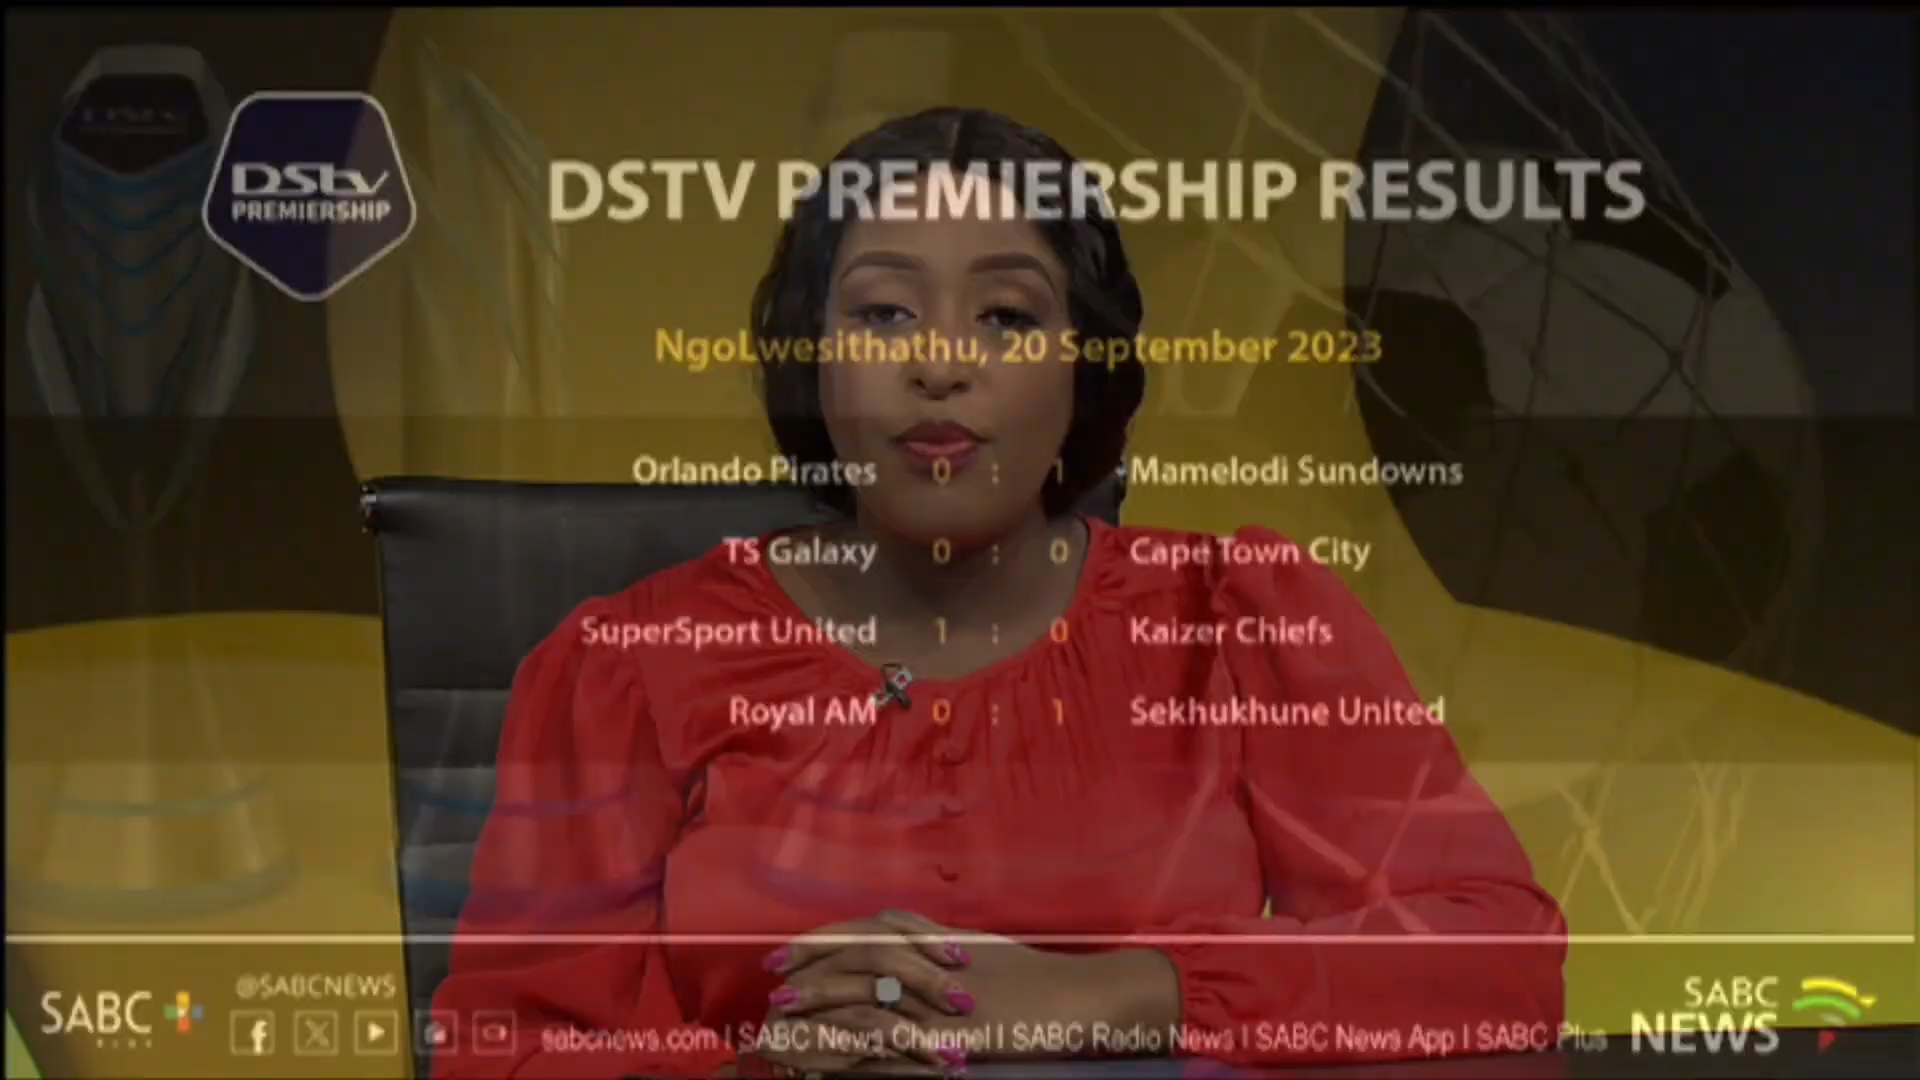 DStv
PREMIERSHIP
DSTV PREMIERSHIP RESULTS
NgoLwesithathu, 20 September 2023
Orlando Pirates 0 : 1 Mamelodi Sundowns
TS Galaxy 0 : 0 Cape Town City
SuperSport United 1 : 0 Kaizer Chiefs
Royal AM 0 : 1 Sekhukhune United
SABC
PLUS
@SABCNEWS
sabcnews.com I SABC News Channel I SABC Radio News I SABC News App I SABC Plus
SABC
NEWS